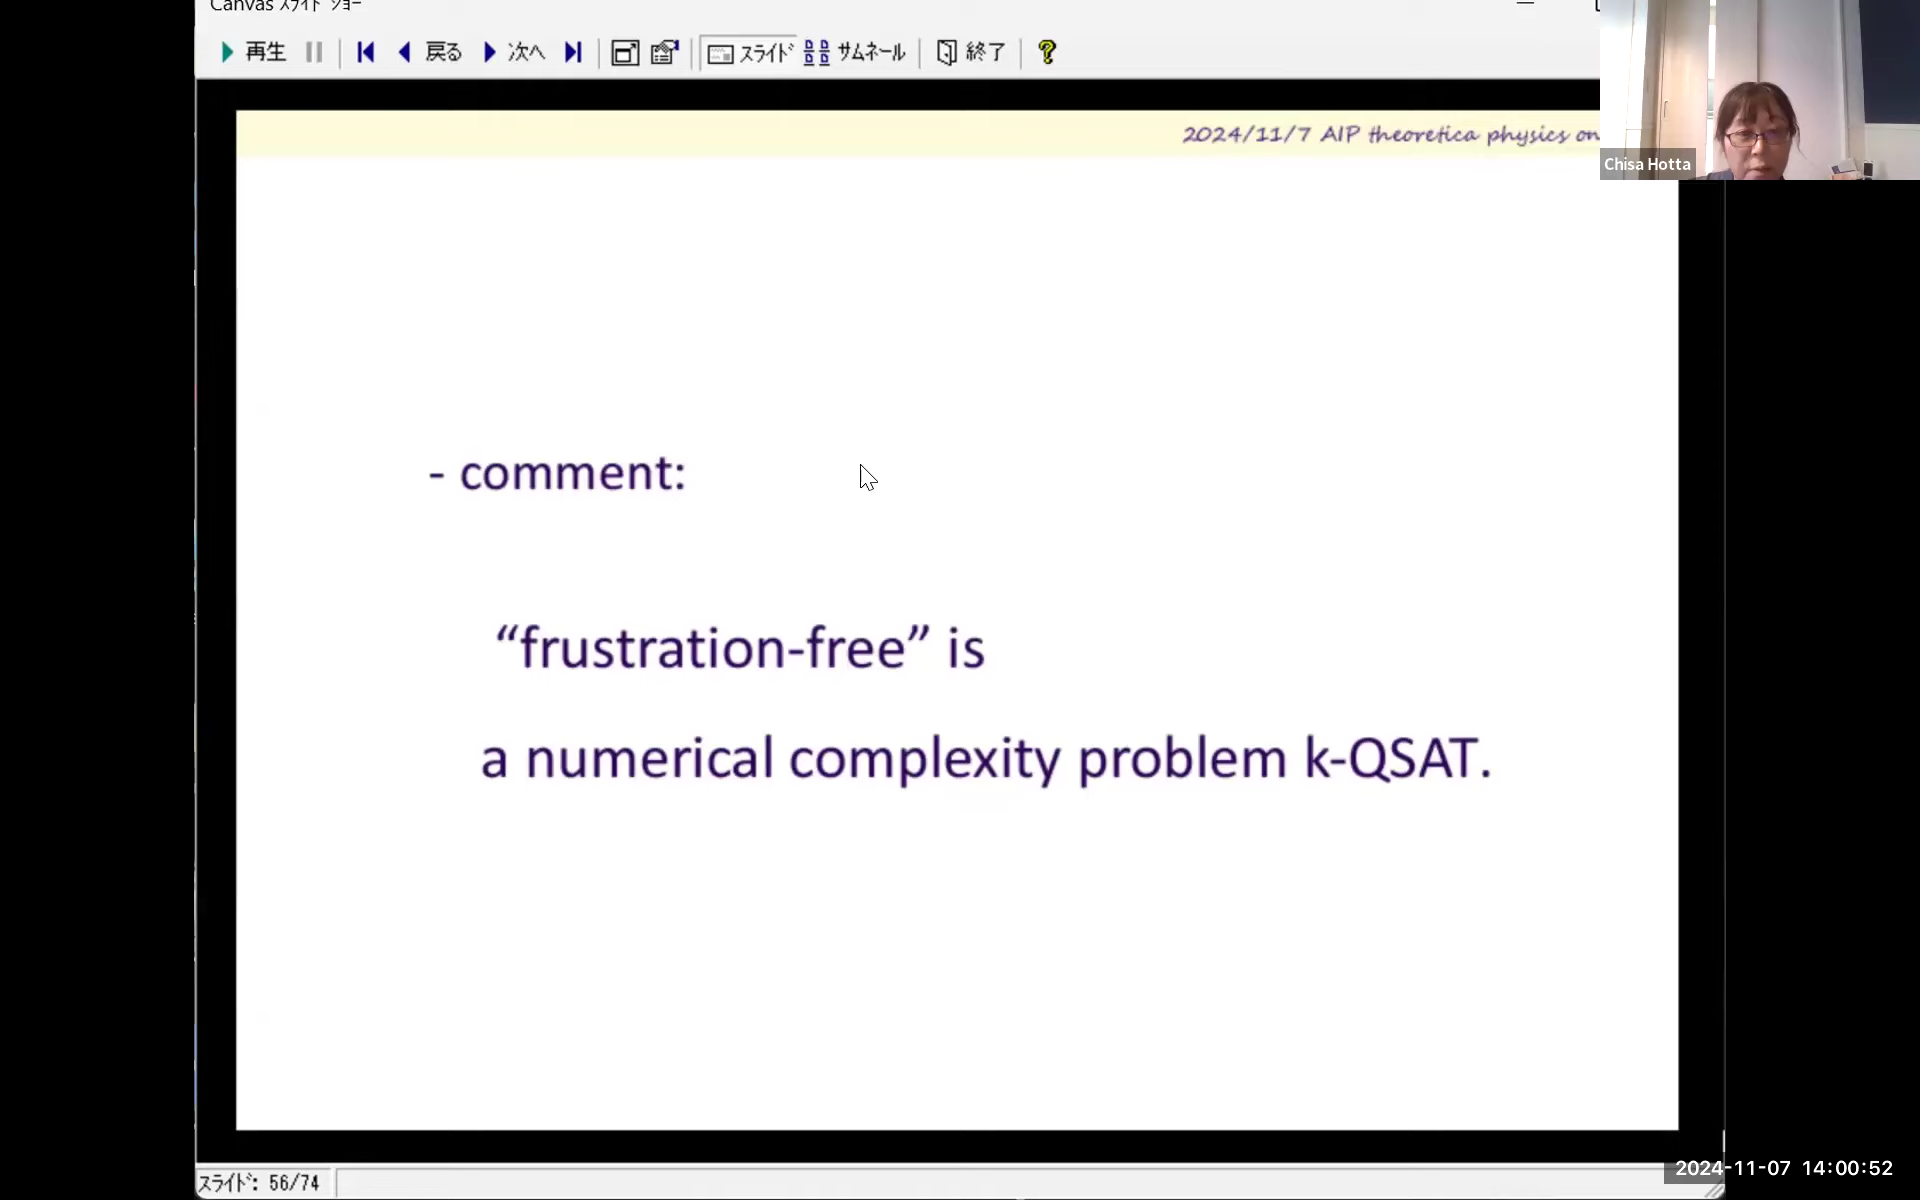 Canvas スライド ショー
再生 戻る 次へ スライド サムネール 終了
2024/11/7 AIP theoretica physics on
Chisa Hotta
- comment:
“frustration-free” is
a numerical complexity problem k-QSAT.
スライド: 56/74
2024-11-07 14:00:52